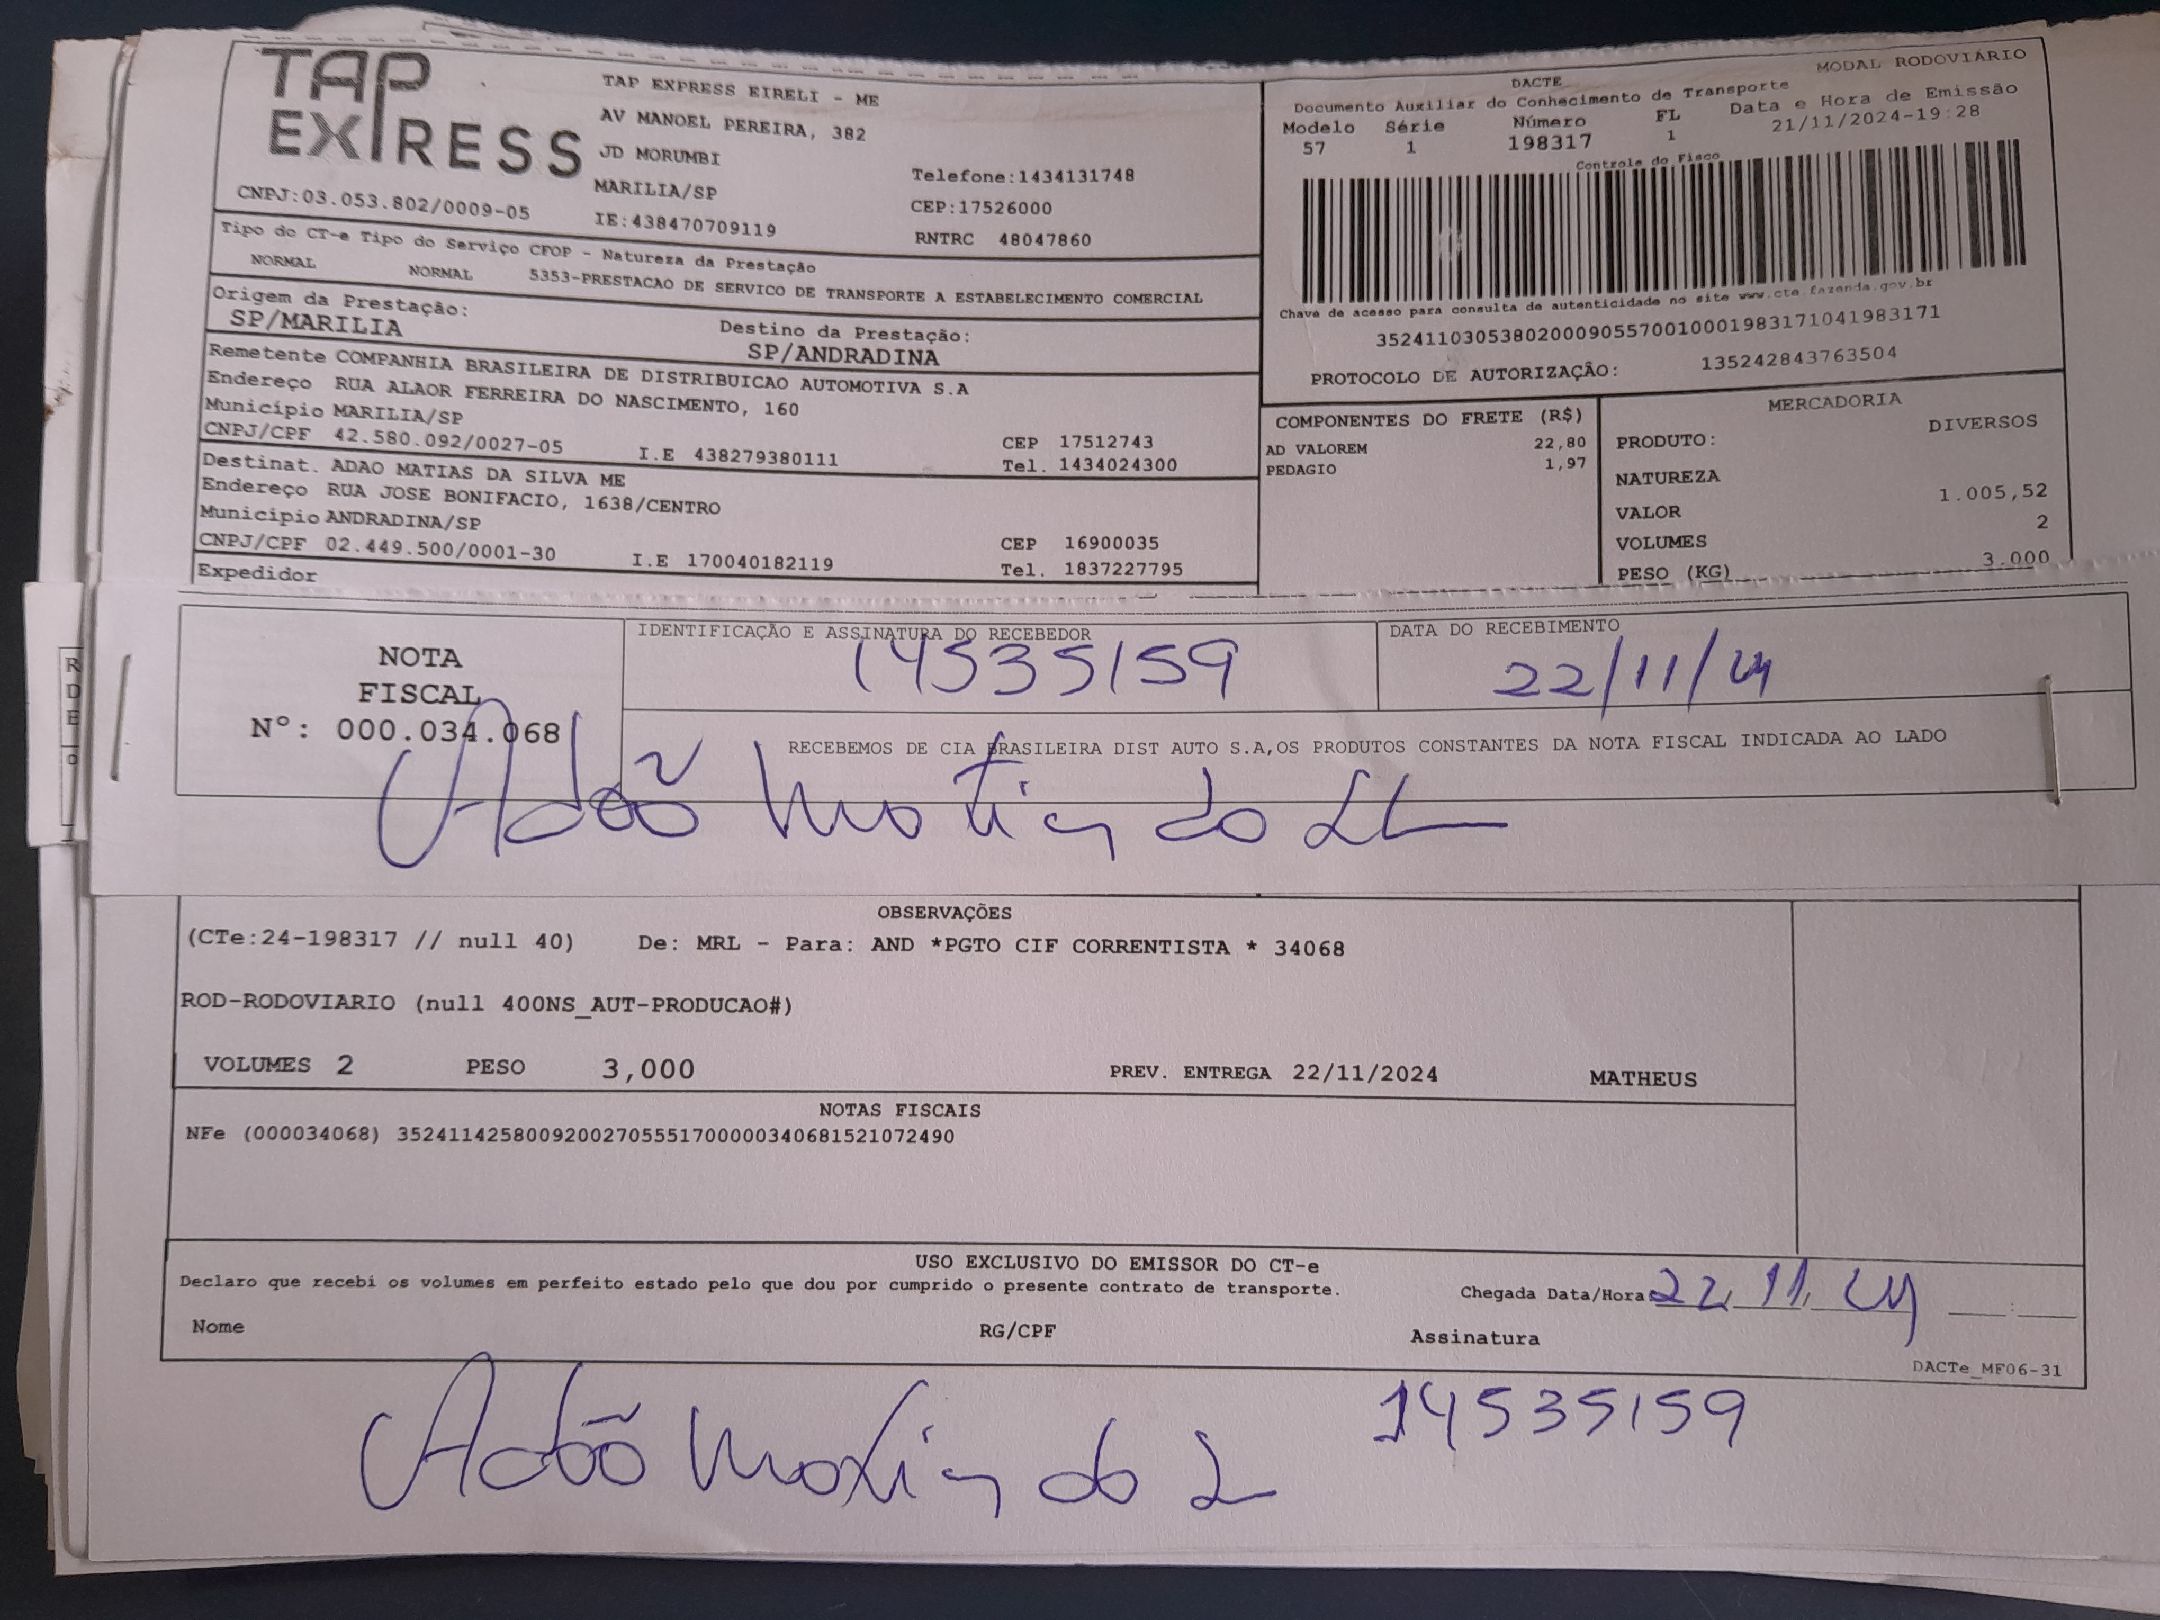 TAP EXPRESS
TAP EXPRESS EIRELI - ME
AV MANOEL PEREIRA, 382
JD MORUMBI
MARILIA/SP
Telefone:1434131748
CEP:17526000
CNPJ:03.053.802/0009-05
IE:438470709119
RNTRC 48047860
MODAL RODOVIÁRIO
DACTE
Documento Auxiliar do Conhecimento de Transporte
Modelo Série Número FL Data e Hora de Emissão
57 1 198317 1 21/11/2024-19:28
Controle do Fisco
Chave de acesso para consulta de autenticidade no site www.cte.fazenda.gov.br
35241103053802000905570010001983171041983171
PROTOCOLO DE AUTORIZAÇÃO: 135242843763504
Tipo do CT-e Tipo do Serviço CFOP - Natureza da Prestação
NORMAL NORMAL 5353-PRESTACAO DE SERVICO DE TRANSPORTE A ESTABELECIMENTO COMERCIAL
Origem da Prestação: Destino da Prestação:
SP/MARILIA SP/ANDRADINA
Remetente COMPANHIA BRASILEIRA DE DISTRIBUICAO AUTOMOTIVA S.A
Endereço RUA ALAOR FERREIRA DO NASCIMENTO, 160
Município MARILIA/SP CEP 17512743
CNPJ/CPF 42.580.092/0027-05 I.E 438279380111 Tel. 1434024300
Destinat. ADAO MATIAS DA SILVA ME
Endereço RUA JOSE BONIFACIO, 1638/CENTRO
Município ANDRADINA/SP CEP 16900035
CNPJ/CPF 02.449.500/0001-30 I.E 170040182119 Tel. 1837227795
Expedidor
COMPONENTES DO FRETE (R$)
AD VALOREM 22,80
PEDAGIO 1,97
MERCADORIA
PRODUTO: DIVERSOS
NATUREZA
VALOR 1.005,52
VOLUMES 2
PESO (KG) 3,000
NOTA
FISCAL
Nº: 000.034.068
IDENTIFICAÇÃO E ASSINATURA DO RECEBEDOR
14535159
DATA DO RECEBIMENTO
22/11/24
RECEBEMOS DE CIA BRASILEIRA DIST AUTO S.A,OS PRODUTOS CONSTANTES DA NOTA FISCAL INDICADA AO LADO
Adão Matias da
OBSERVAÇÕES
(CTe:24-198317 // null 40) De: MRL - Para: AND *PGTO CIF CORRENTISTA * 34068
ROD-RODOVIARIO (null 400NS_AUT-PRODUCAO#)
VOLUMES 2 PESO 3,000 PREV. ENTREGA 22/11/2024 MATHEUS
NOTAS FISCAIS
NFe (000034068) 35241142580092002705551700000340681521072490
USO EXCLUSIVO DO EMISSOR DO CT-e
Declaro que recebi os volumes em perfeito estado pelo que dou por cumprido o presente contrato de transporte.
Chegada Data/Hora 22 11 24 :
Nome RG/CPF Assinatura
DACTe_MF06-31
14535159
Adão Matias da